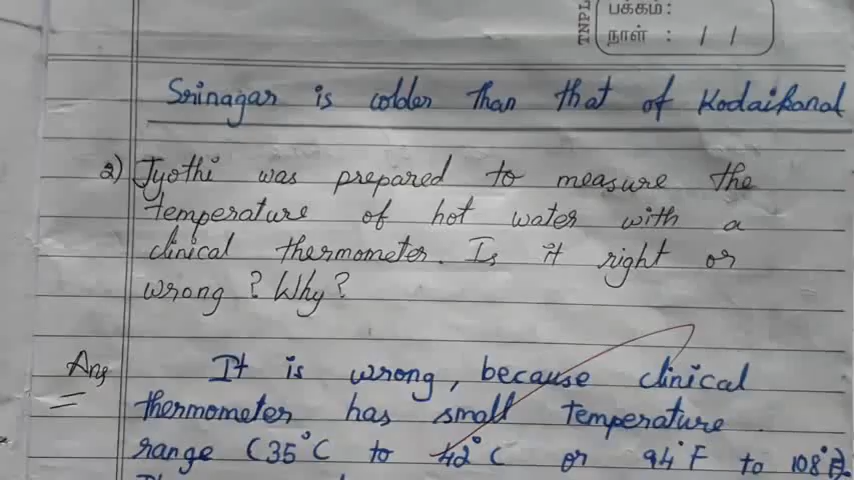 TNPL
பக்கம்:
நாள் : / /
Srinagar is colder than that of Kodaikanal
2) Jyothi was prepared to measure the
temperature of hot water with a
clinical thermometer. Is it right or
wrong? Why?
Ans It is wrong, because clinical
thermometer has small temperature
range (35°C to 42°C or 94°F to 108°F).